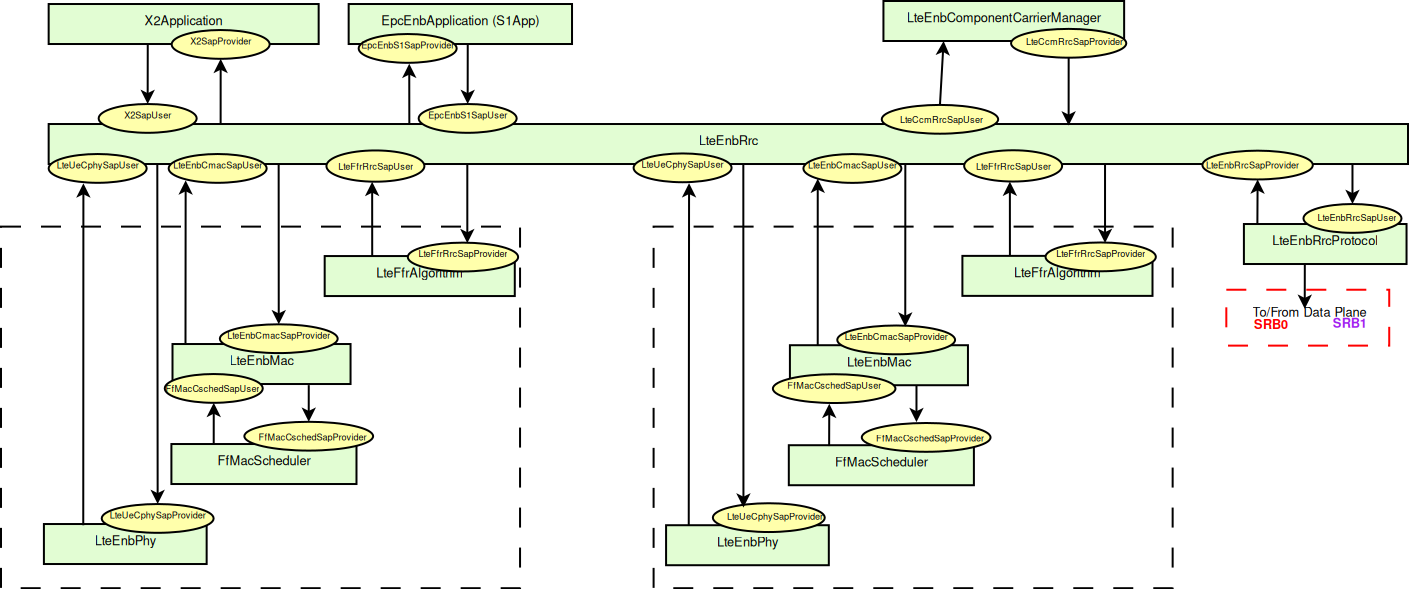 X2Application
X2SapProvider
EpcEnbApplication (S1App)
EpcEnbS1SapProvider
LteEnbComponentCarrierManager
LteCcmRrcSapProvider
X2SapUser
EpcEnbS1SapUser
LteCcmRrcSapUser
LteEnbRrc
LteUeCphySapUser
LteEnbCmacSapUser
LteFfrRrcSapUser
LteUeCphySapUser
LteEnbCmacSapUser
LteFfrRrcSapUser
LteEnbRrcSapProvider
LteEnbRrcSapUser
LteEnbRrcProtocol
LteFfrRrcSapProvider
LteFfrAlgorithm
LteFfrRrcSapProvider
LteFfrAlgorithm
To/From Data Plane
SRB0 SRB1
LteEnbCmacSapProvider
LteEnbMac
LteEnbCmacSapProvider
LteEnbMac
FfMacCschedSapUser
FfMacCschedSapUser
FfMacCschedSapProvider
FfMacScheduler
FfMacCschedSapProvider
FfMacScheduler
LteUeCphySapProvider
LteEnbPhy
LteUeCphySapProvider
LteEnbPhy